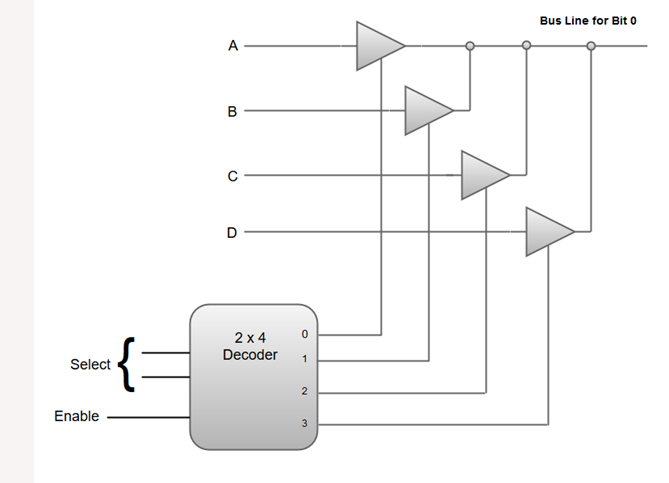 Bus Line for Bit 0
A
B
C
D
2 x 4
Decoder
0
1
2
3
Select
Enable